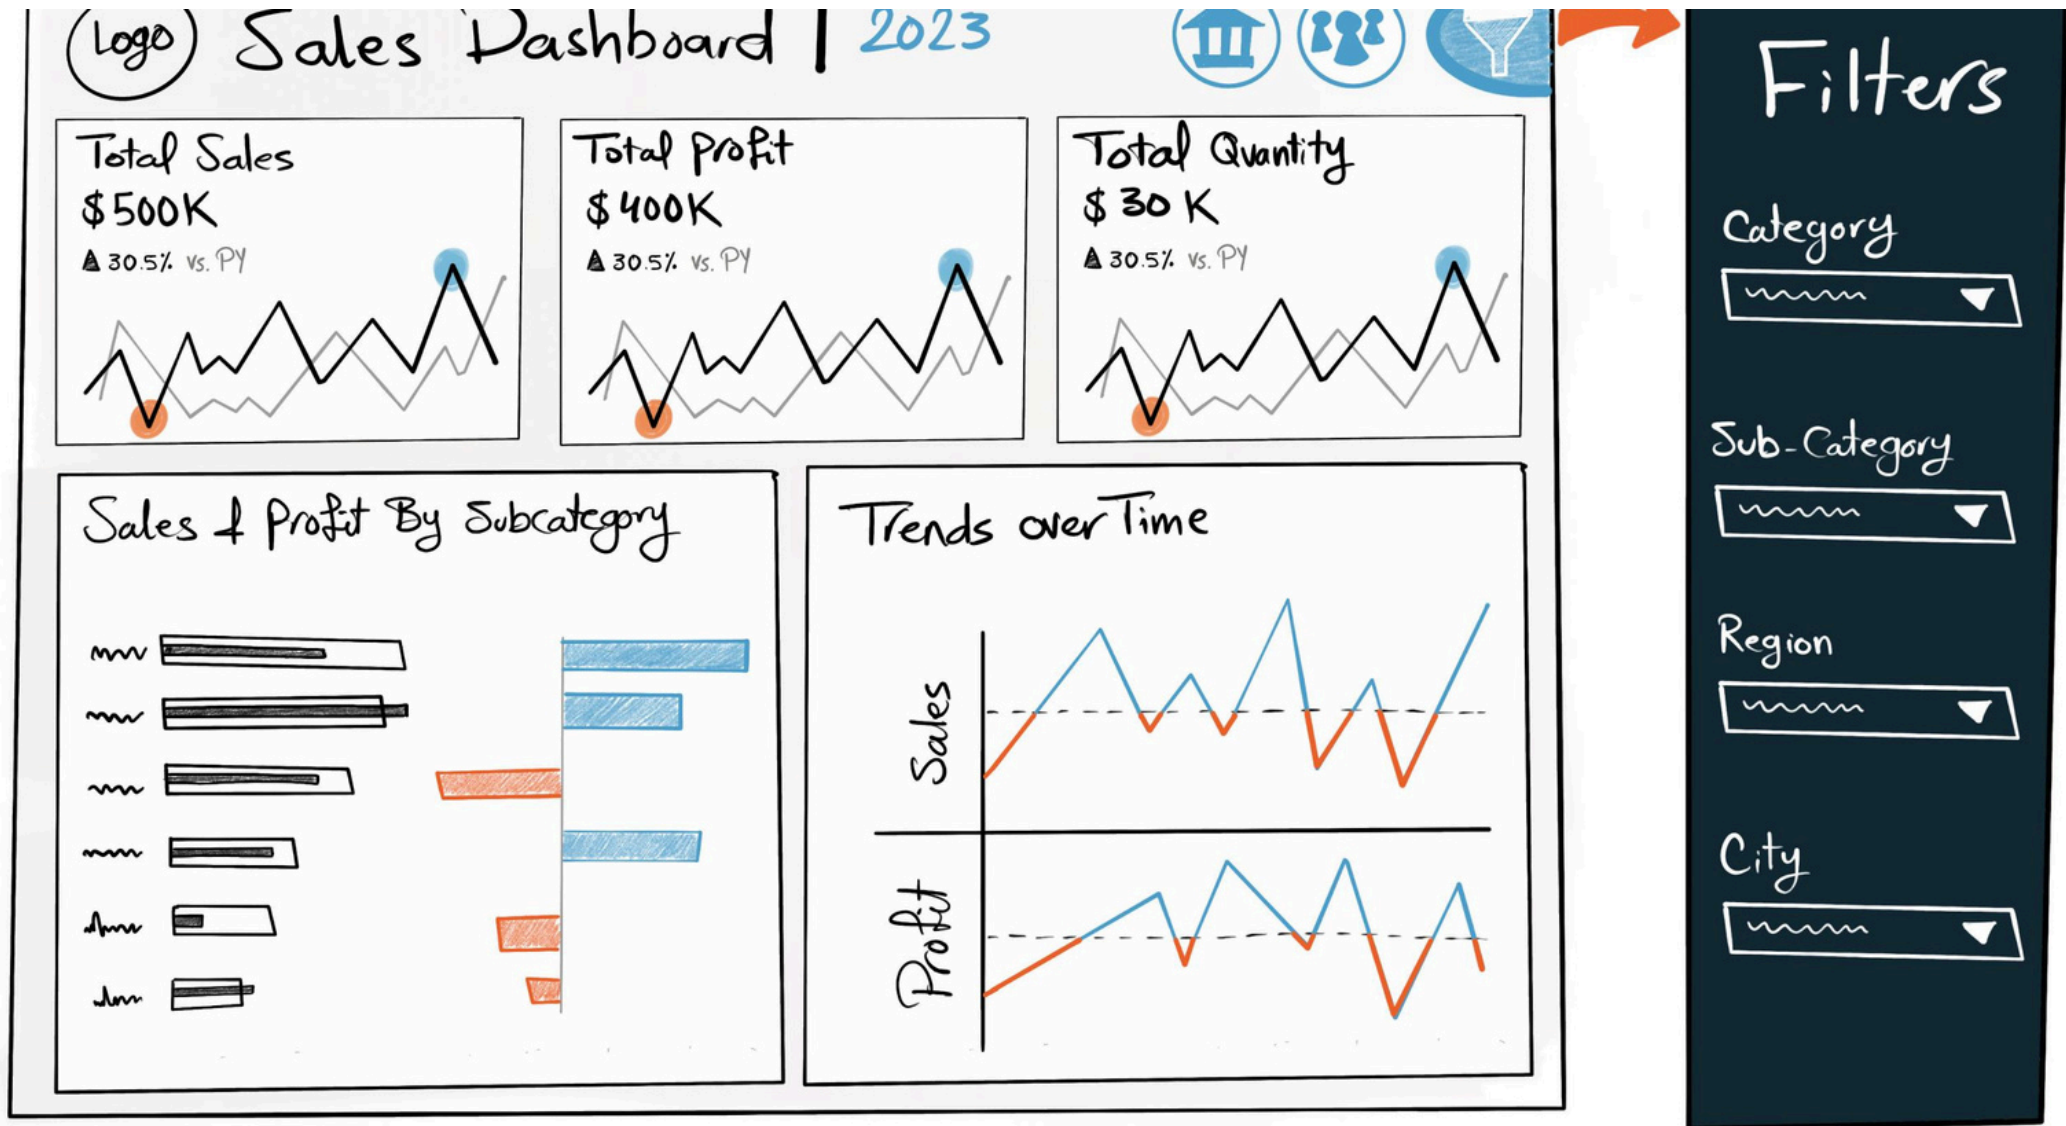 Logo
Sales Dashboard | 2023
Total Sales
$500K
▲ 30.5% vs. PY
Total Profit
$400K
▲ 30.5% vs. PY
Total Quantity
$30K
▲ 30.5% vs. PY
Sales & Profit By Subcategory
Trends over Time
Sales
Profit
Filters
Category
Sub-Category
Region
City